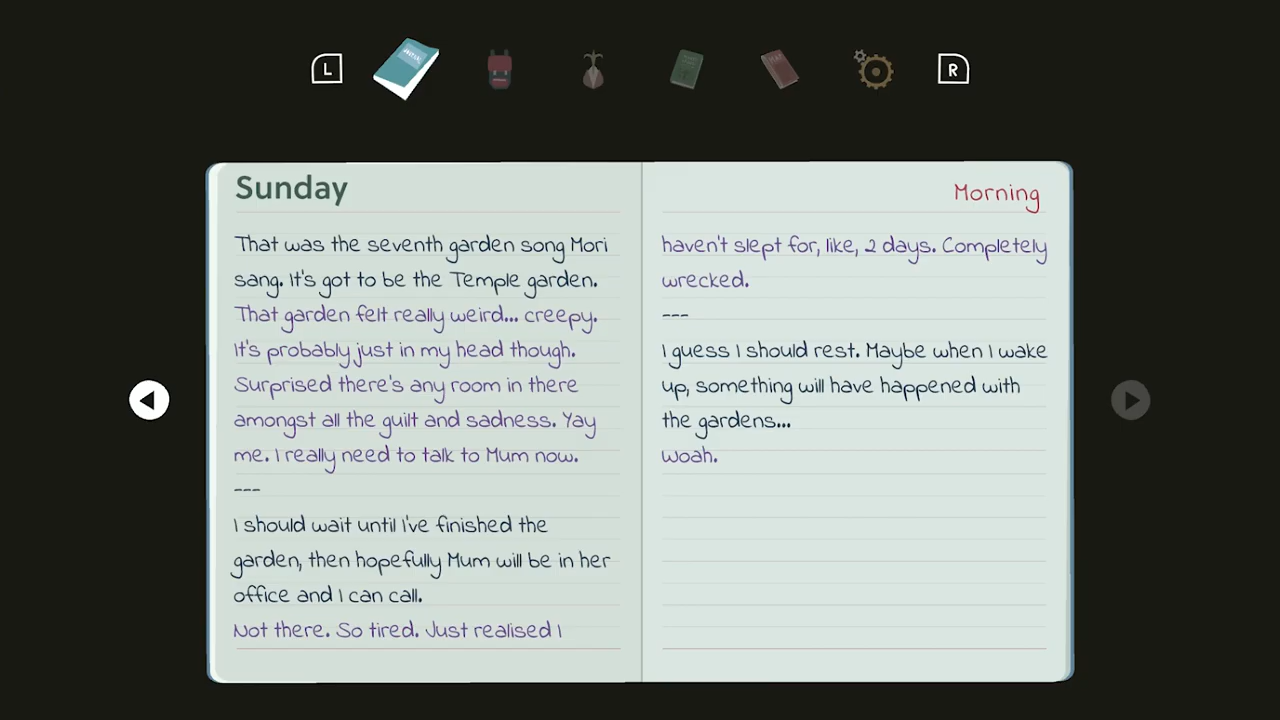 L
R
Sunday
That was the seventh garden song Mori
sang. It's got to be the Temple garden.
That garden felt really weird... creepy.
It's probably just in my head though.
Surprised there's any room in there
amongst all the guilt and sadness. Yay
me. I really need to talk to Mum now.
---
I should wait until I've finished the
garden, then hopefully Mum will be in her
office and I can call.
Not there. So tired. Just realised I
Morning
haven't slept for, like, 2 days. Completely
wrecked.
---
I guess I should rest. Maybe when I wake
up, something will have happened with
the gardens...
Woah.